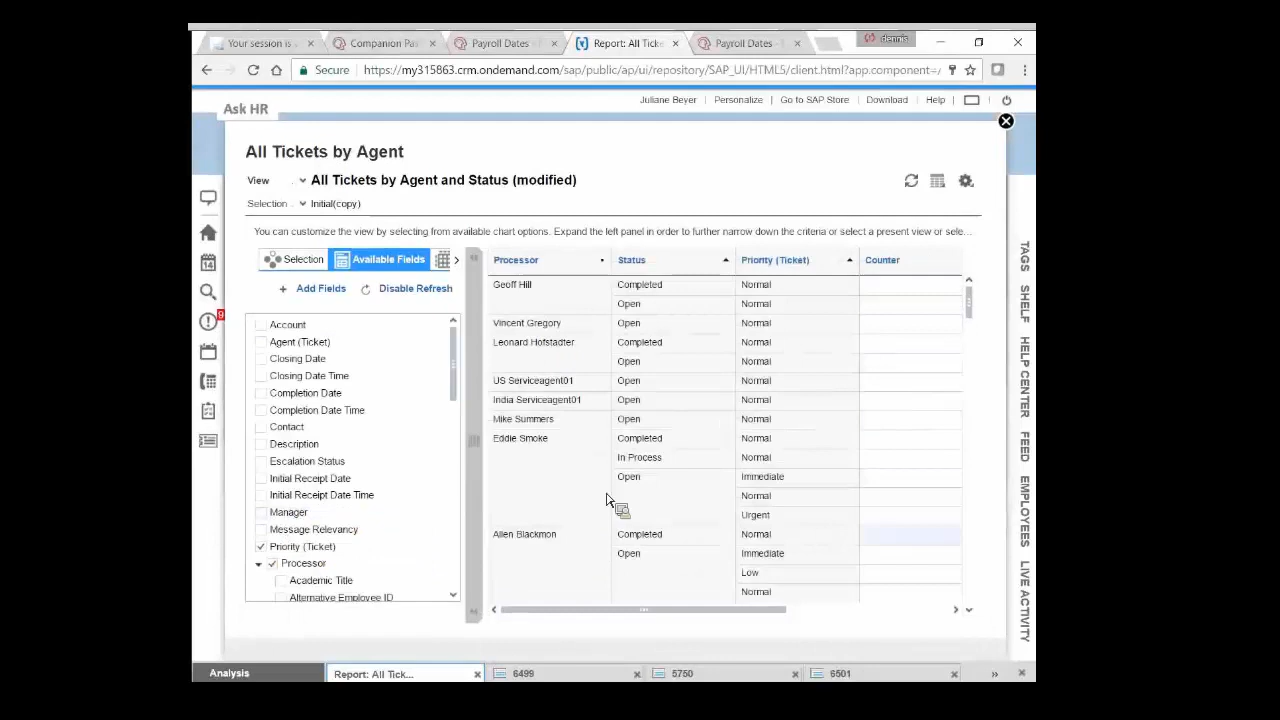 Your session is
Companion Pas
Payroll Dates -
Report: All Ticke
Payroll Dates -
dennis
Secure
https://my315863.crm.ondemand.com/sap/public/ap/ui/repository/SAP_UI/HTML5/client.html?app.component=/
Juliane Beyer
Personalize
Go to SAP Store
Download
Help
Ask HR
All Tickets by Agent
View
All Tickets by Agent and Status (modified)
Selection
Initial(copy)
You can customize the view by selecting from available chart options. Expand the left panel in order to further narrow down the criteria or select a present view or sele...
14
9
Selection
Available Fields
Add Fields
Disable Refresh
Account
Agent (Ticket)
Closing Date
Closing Date Time
Completion Date
Completion Date Time
Contact
Description
Escalation Status
Initial Receipt Date
Initial Receipt Date Time
Manager
Message Relevancy
Priority (Ticket)
Processor
Academic Title
Alternative Employee ID
Processor Status Priority (Ticket) Counter
Geoff Hill Completed Normal
Open Normal
Vincent Gregory Open Normal
Leonard Hofstadter Completed Normal
Open Normal
US Serviceagent01 Open Normal
India Serviceagent01 Open Normal
Mike Summers Open Normal
Eddie Smoke Completed Normal
In Process Normal
Open Immediate
Normal
Urgent
Allen Blackmon Completed Normal
Open Immediate
Low
Normal
TAGS
SHELF
HELP CENTER
FEED
EMPLOYEES
LIVE ACTIVITY
Analysis
Report: All Tick...
6499
5750
6501